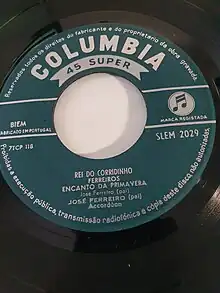 Reservados todos os direitos do fabricante e do proprietario da obra gravada
COLUMBIA
45 SUPER
BIEM
FABRICADO EM PORTUGAL
MARCA REGISTADA
7TCP 118
SLEM 2029
REI DO CORRIDINHO
FERREIROS
ENCANTO DA PRIMAVERA
José Ferreiro (pai)
JOSÉ FERREIRO (pai)
Accordéon
Proibidas a execução pública, transmissão radiofónica e cópia deste disco não autorizadas.